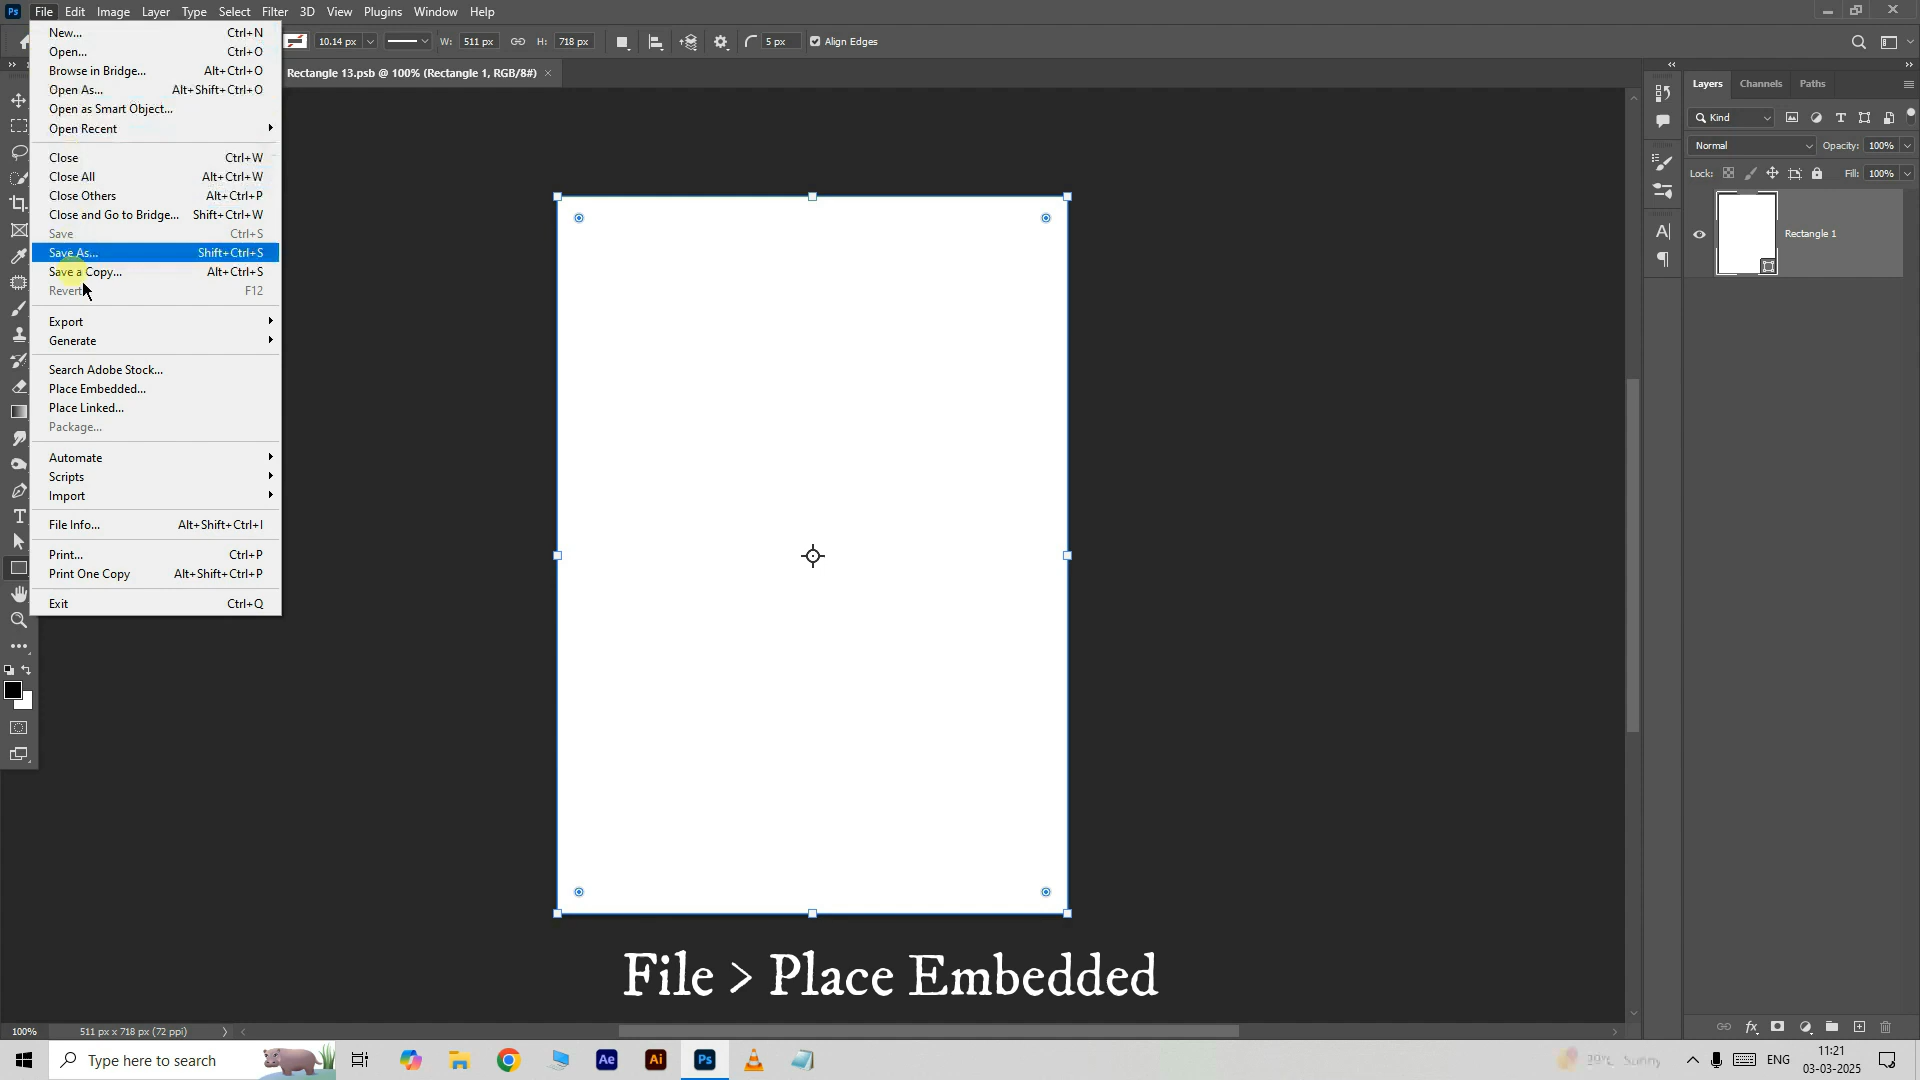 Ps File Edit Image Layer Type Select Filter 3D View Plugins Window Help
10.14 px W: 511 px H: 718 px 5 px Align Edges
Rectangle 13.psb @ 100% (Rectangle 1, RGB/8#) ×
New... Ctrl+N
Open... Ctrl+O
Browse in Bridge... Alt+Ctrl+O
Open As... Alt+Shift+Ctrl+O
Open as Smart Object...
Open Recent
Close Ctrl+W
Close All Alt+Ctrl+W
Close Others Alt+Ctrl+P
Close and Go to Bridge... Shift+Ctrl+W
Save Ctrl+S
Save As... Shift+Ctrl+S
Save a Copy... Alt+Ctrl+S
Revert F12
Export
Generate
Search Adobe Stock...
Place Embedded...
Place Linked...
Package...
Automate
Scripts
Import
File Info... Alt+Shift+Ctrl+I
Print... Ctrl+P
Print One Copy Alt+Shift+Ctrl+P
Exit Ctrl+Q
Layers Channels Paths
Kind
Normal Opacity: 100%
Lock: Fill: 100%
Rectangle 1
File > Place Embedded
100% 511 px x 718 px (72 ppi)
Type here to search
Ae Ai Ps
Sunny
ENG
11:21
03-03-2025